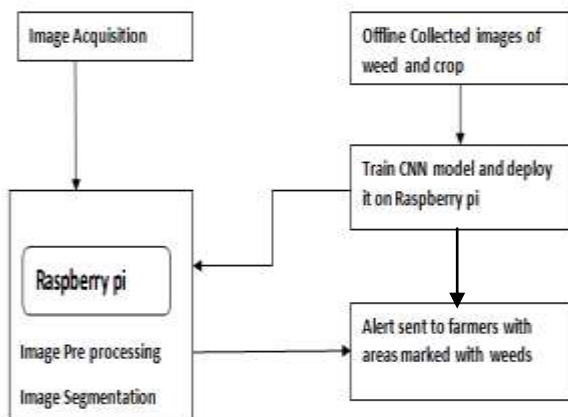 Image Acquisition
Offline Collected images of
weed and crop
Train CNN model and deploy
it on Raspberry pi
Raspberry pi
Image Pre processing
Image Segmentation
Alert sent to farmers with
areas marked with weeds